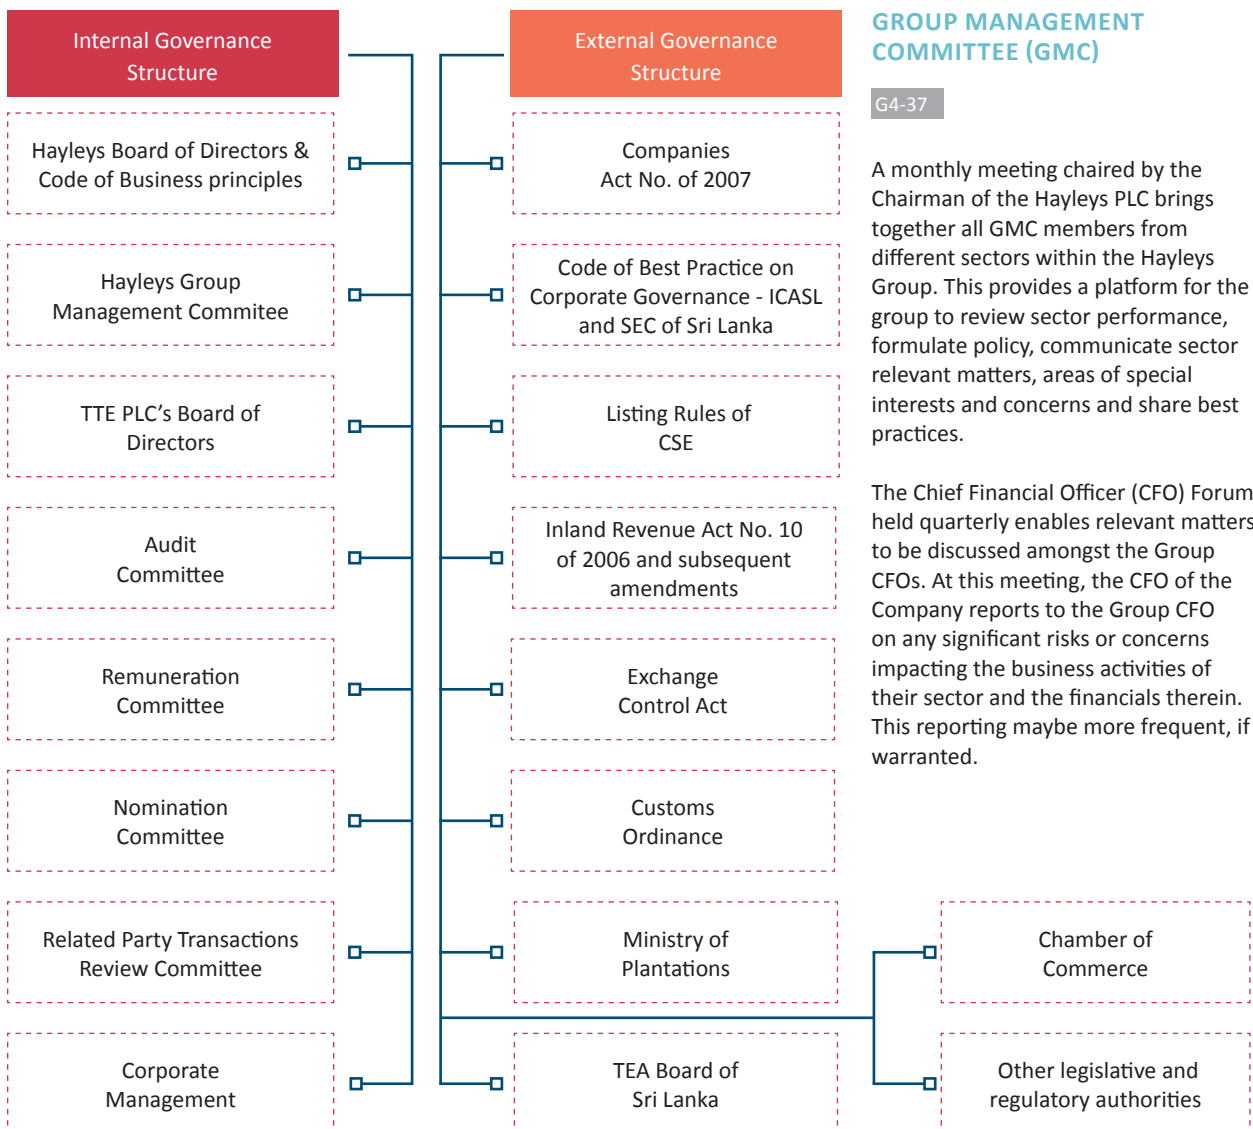 Internal Governance
Structure
Hayleys Board of Directors &
Code of Business principles
Hayleys Group
Management Commitee
TTE PLC’s Board of
Directors
Audit
Committee
Remuneration
Committee
Nomination
Committee
Related Party Transactions
Review Committee
Corporate
Management
External Governance
Structure
Companies
Act No. of 2007
Code of Best Practice on
Corporate Governance - ICASL
and SEC of Sri Lanka
Listing Rules of
CSE
Inland Revenue Act No. 10
of 2006 and subsequent
amendments
Exchange
Control Act
Customs
Ordinance
Ministry of
Plantations
TEA Board of
Sri Lanka
Chamber of
Commerce
Other legislative and
regulatory authorities
GROUP MANAGEMENT
COMMITTEE (GMC)
G4-37
A monthly meeting chaired by the
Chairman of the Hayleys PLC brings
together all GMC members from
different sectors within the Hayleys
Group. This provides a platform for the
group to review sector performance,
formulate policy, communicate sector
relevant matters, areas of special
interests and concerns and share best
practices.
The Chief Financial Officer (CFO) Forum
held quarterly enables relevant matters
to be discussed amongst the Group
CFOs. At this meeting, the CFO of the
Company reports to the Group CFO
on any significant risks or concerns
impacting the business activities of
their sector and the financials therein.
This reporting maybe more frequent, if
warranted.